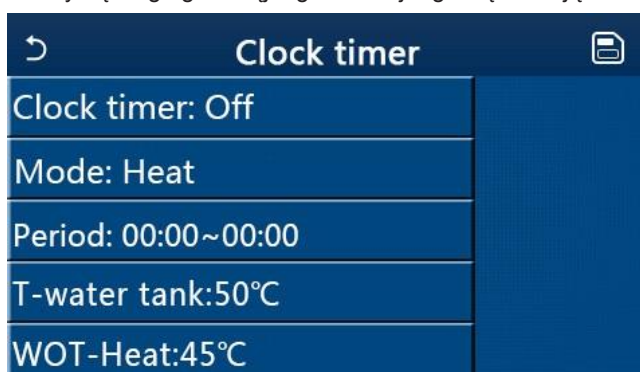 Clock timer
Clock timer: Off
Mode: Heat
Period: 00:00~00:00
T-water tank:50℃
WOT-Heat:45℃